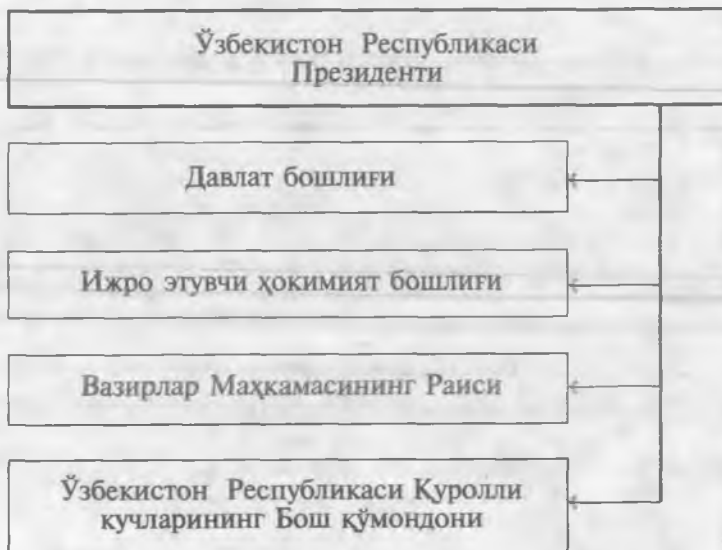 Ўзбекистон Республикаси
Президенти
Давлат бошлиғи
Ижро этувчи ҳокимият бошлиғи
Вазирлар Маҳкамасининг Раиси
Ўзбекистон Республикаси Қуролли
кучларининг Бош қўмондони